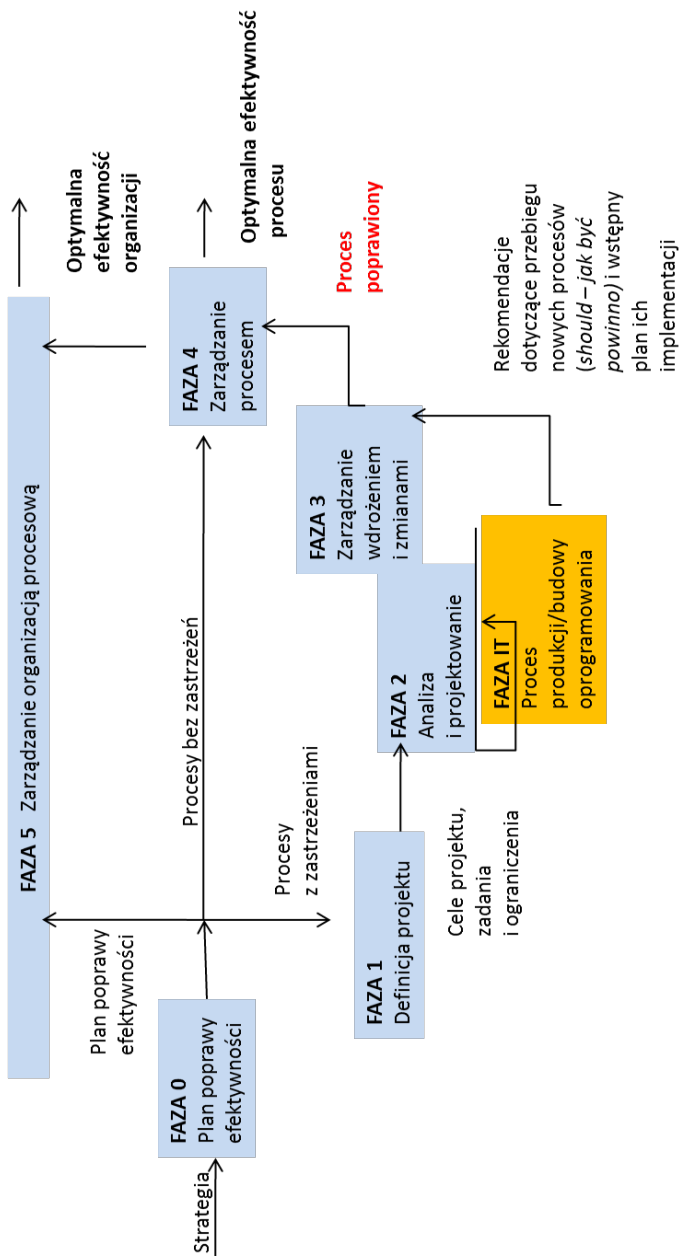 FAZA 5 Zarządzanie organizacją procesową
Optymalna
efektywność
organizacji
Plan poprawy
efektywności
Strategia
FAZA 0
Plan poprawy
efektywności
Procesy bez zastrzeżeń
FAZA 4
Zarządzanie
procesem
Optymalna efektywność
procesu
Procesy
z zastrzeżeniami
FAZA 3
Zarządzanie
wdrożeniem
i zmianami
Proces
poprawiony
FAZA 1
Definicja projektu
FAZA 2
Analiza
i projektowanie
Cele projektu,
zadania
i ograniczenia
FAZA IT
Proces
produkcji/budowy
oprogramowania
Rekomendacje
dotyczące przebiegu
nowych procesów
(should – jak być
powinno) i wstępny
plan ich
implementacji